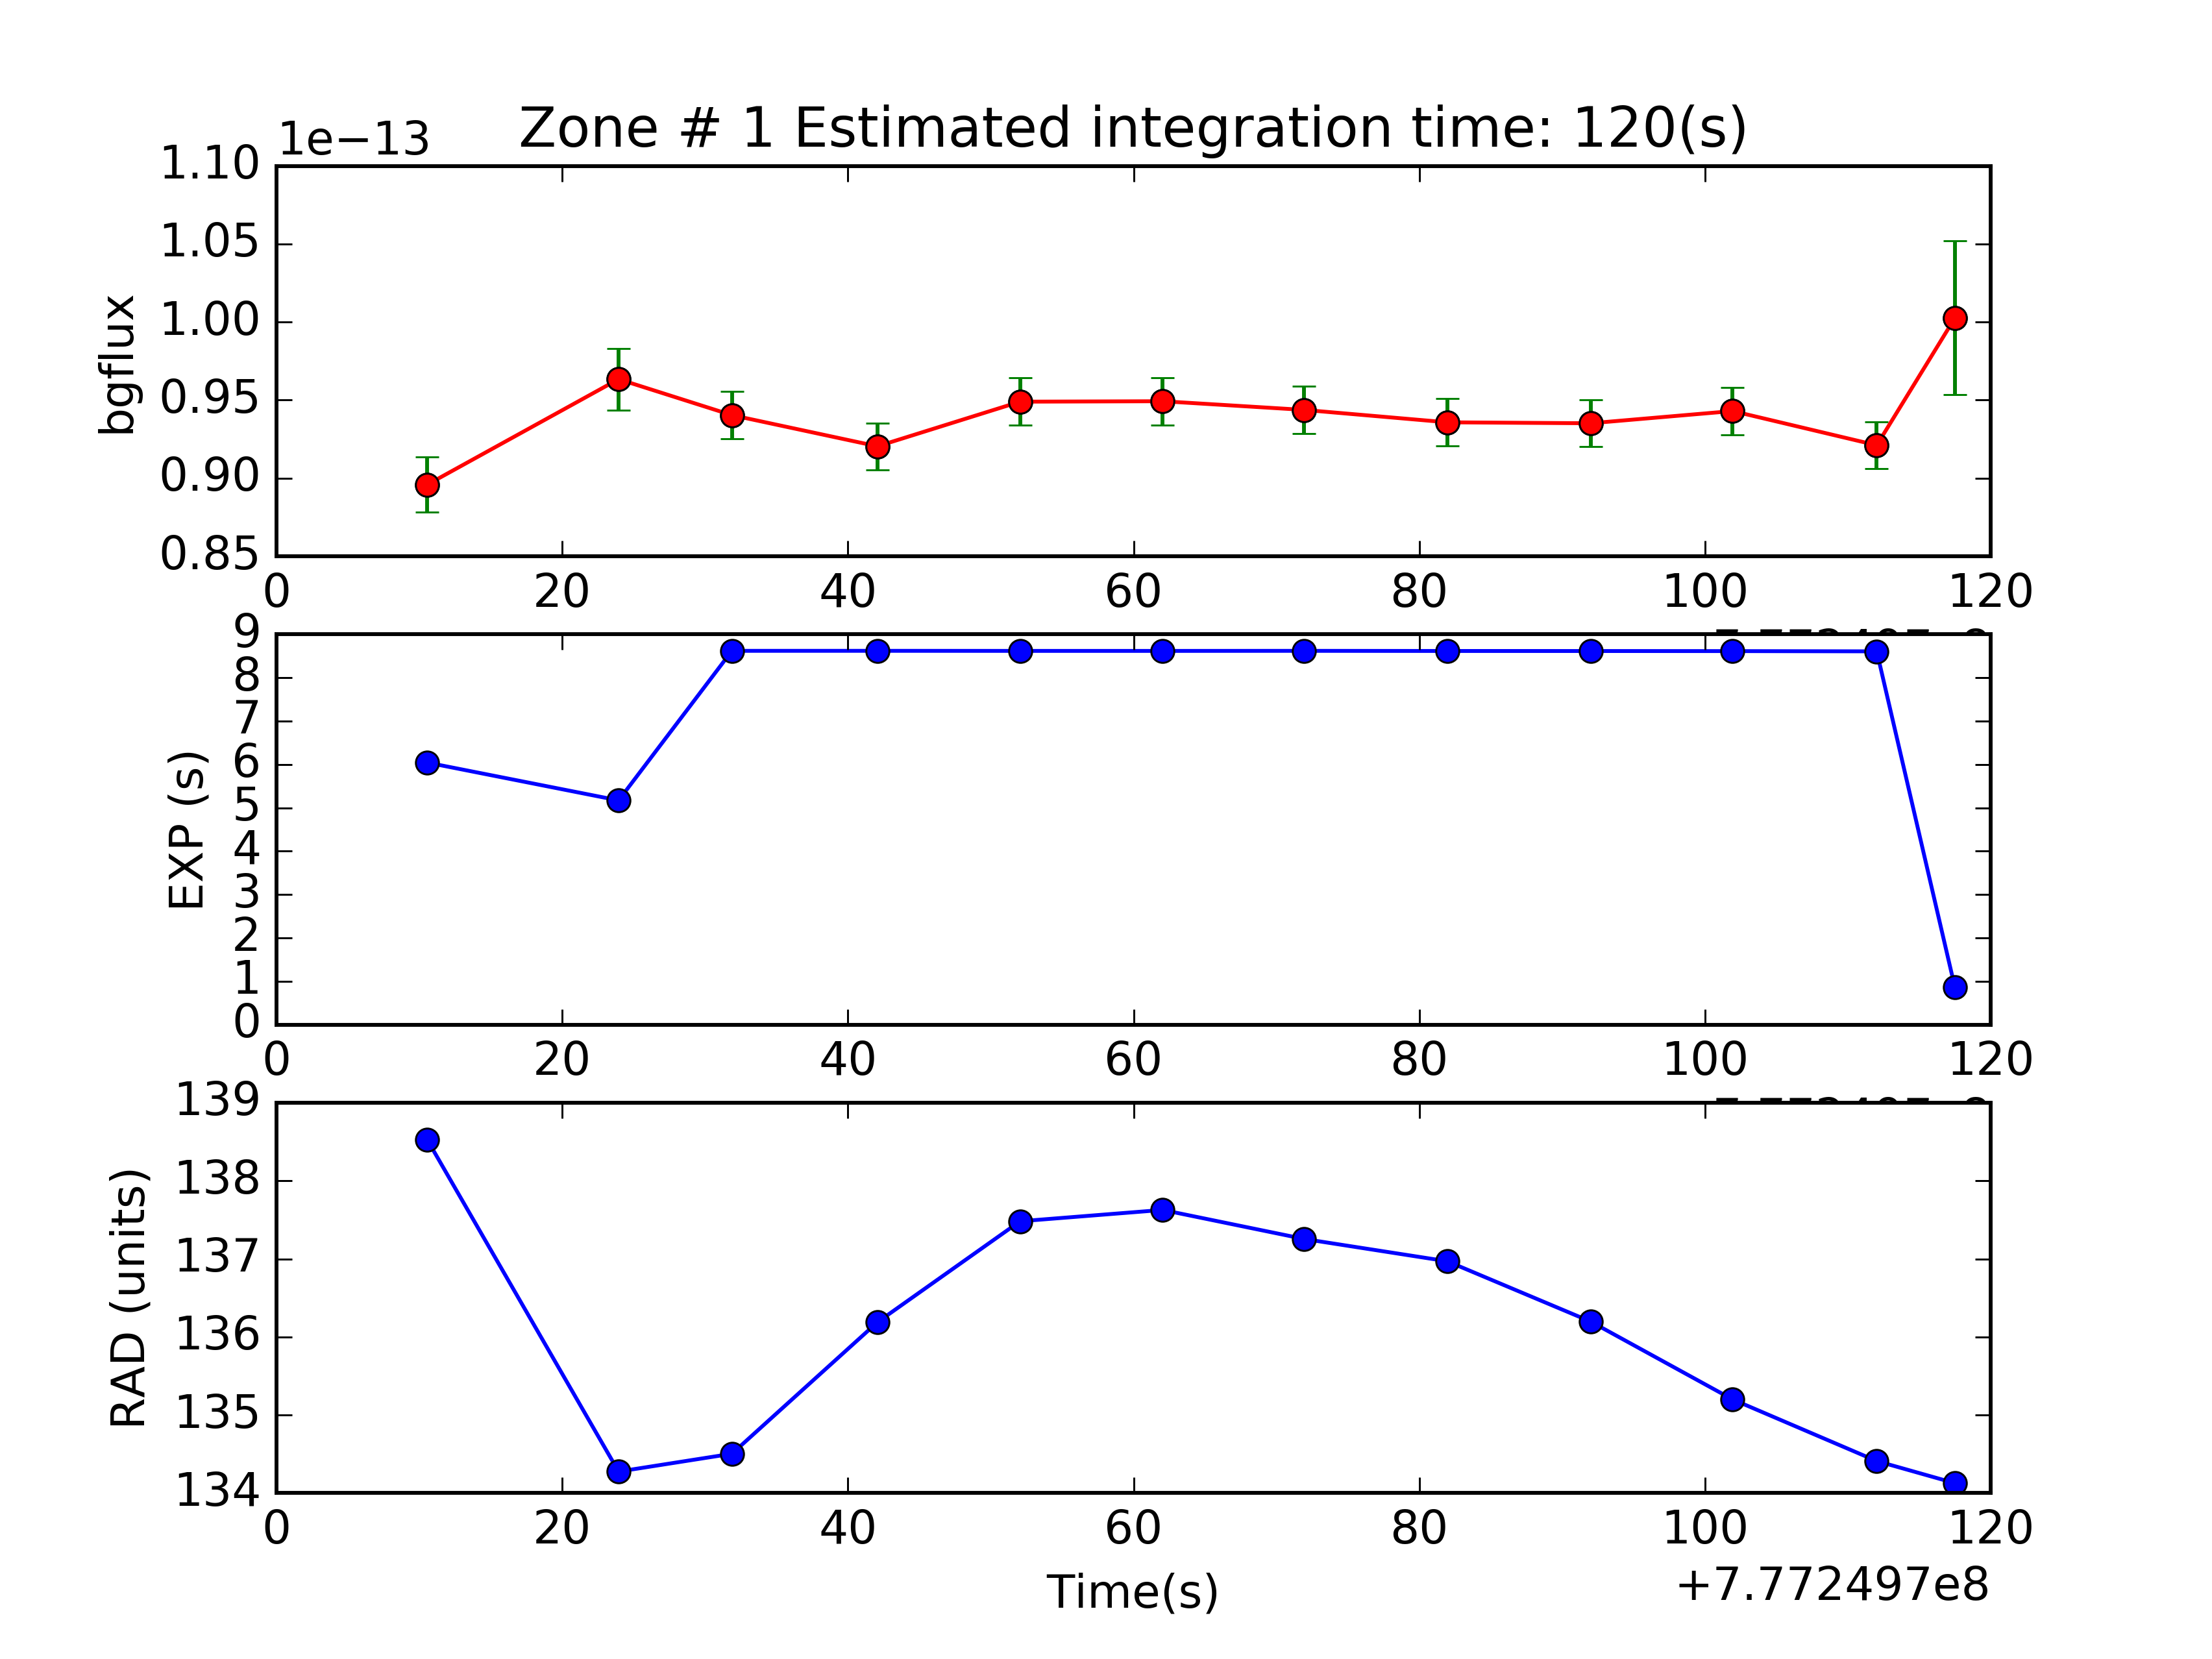 1e−13
Zone # 1 Estimated integration time: 120(s)
1.10
1.05
1.00
0.95
0.90
0.85
bgflux
0 20 40 60 80 100 120
9
8
7
6
5
4
3
2
1
0
EXP (s)
0 20 40 60 80 100 120
139
138
137
136
135
134
RAD (units)
0 20 40 60 80 100 120
Time(s)
+7.772497e8